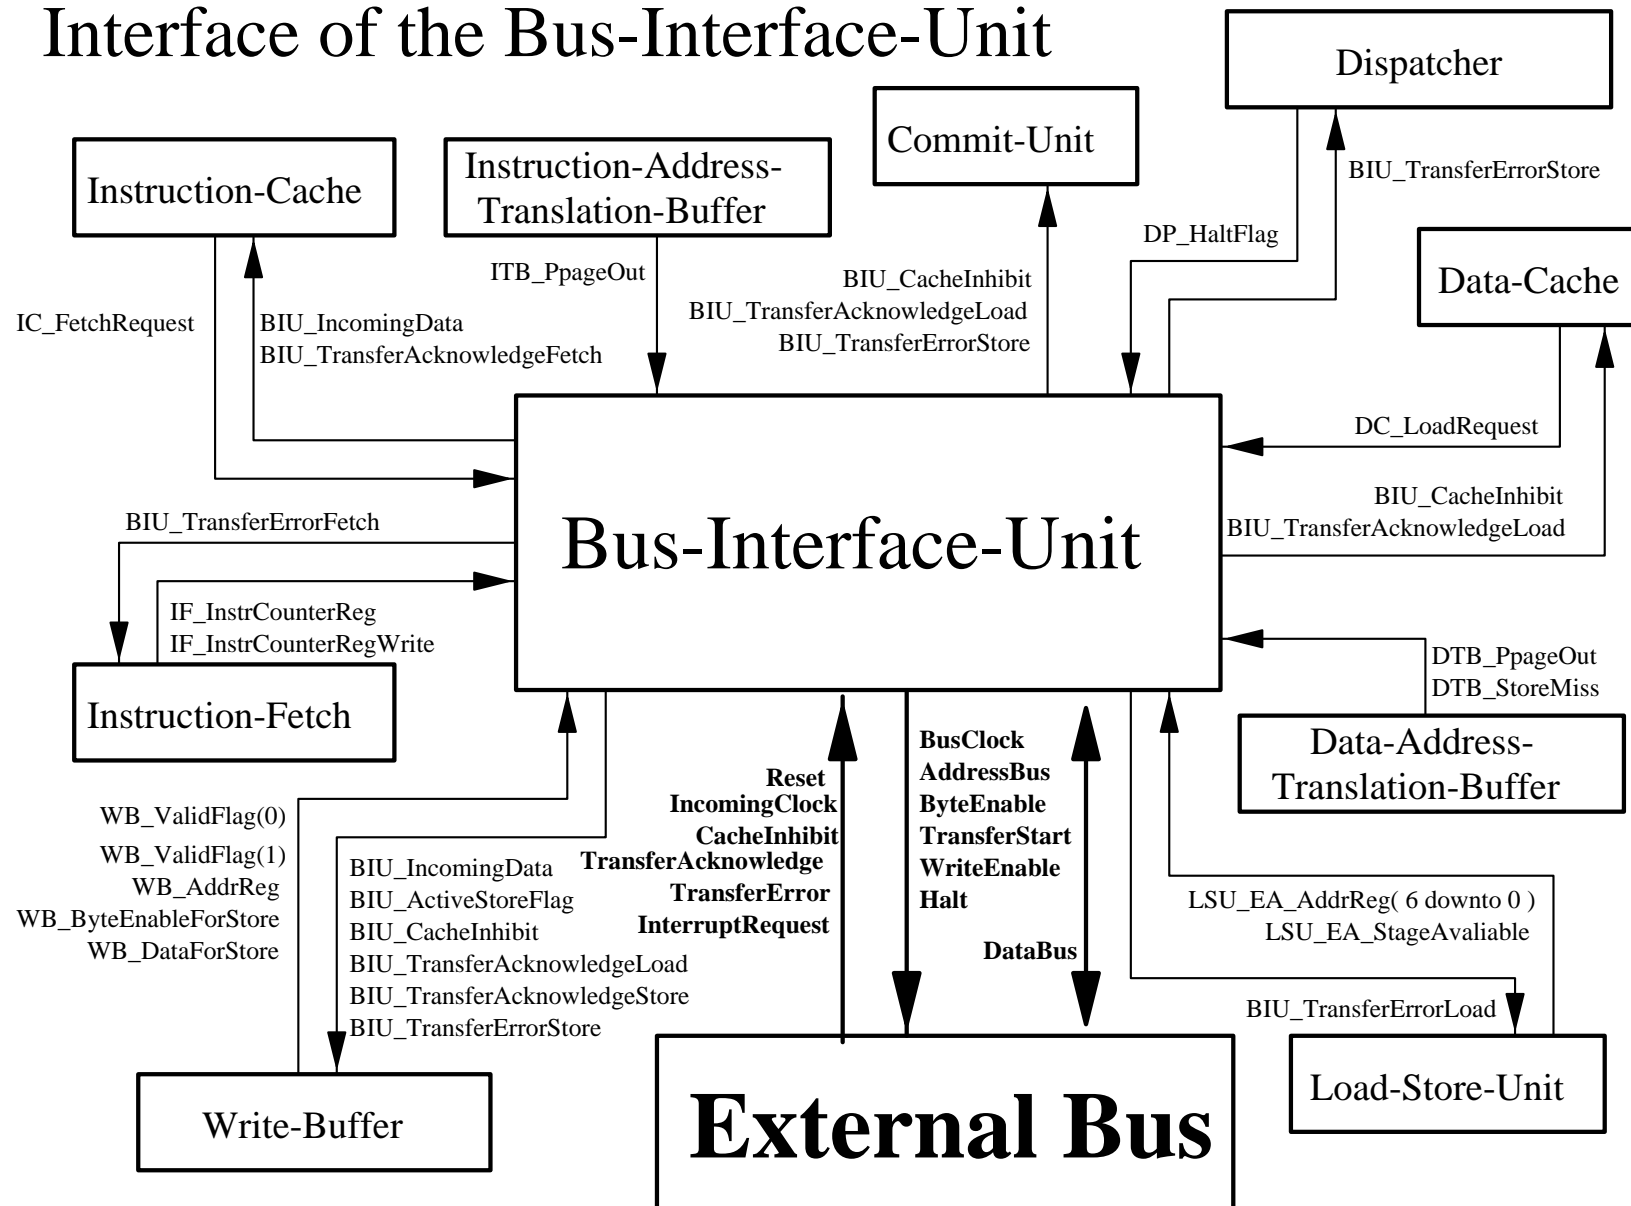 Interface of the Bus-Interface-Unit
Dispatcher
Commit-Unit
Instruction-Address-
Translation-Buffer
Instruction-Cache
BIU_TransferErrorStore
DP_HaltFlag
Data-Cache
ITB_PpageOut
BIU_CacheInhibit
BIU_TransferAcknowledgeLoad
BIU_TransferErrorStore
IC_FetchRequest
BIU_IncomingData
BIU_TransferAcknowledgeFetch
DC_LoadRequest
BIU_CacheInhibit
BIU_TransferAcknowledgeLoad
BIU_TransferErrorFetch
Bus-Interface-Unit
IF_InstrCounterReg
IF_InstrCounterRegWrite
DTB_PpageOut
DTB_StoreMiss
Instruction-Fetch
Data-Address-
Translation-Buffer
Reset
IncomingClock
CacheInhibit
TransferAcknowledge
TransferError
InterruptRequest
BusClock
AddressBus
ByteEnable
TransferStart
WriteEnable
Halt
DataBus
WB_ValidFlag(0)
WB_ValidFlag(1)
WB_AddrReg
WB_ByteEnableForStore
WB_DataForStore
BIU_IncomingData
BIU_ActiveStoreFlag
BIU_CacheInhibit
BIU_TransferAcknowledgeLoad
BIU_TransferAcknowledgeStore
BIU_TransferErrorStore
LSU_EA_AddrReg( 6 downto 0 )
LSU_EA_StageAvaliable
BIU_TransferErrorLoad
Write-Buffer
External Bus
Load-Store-Unit